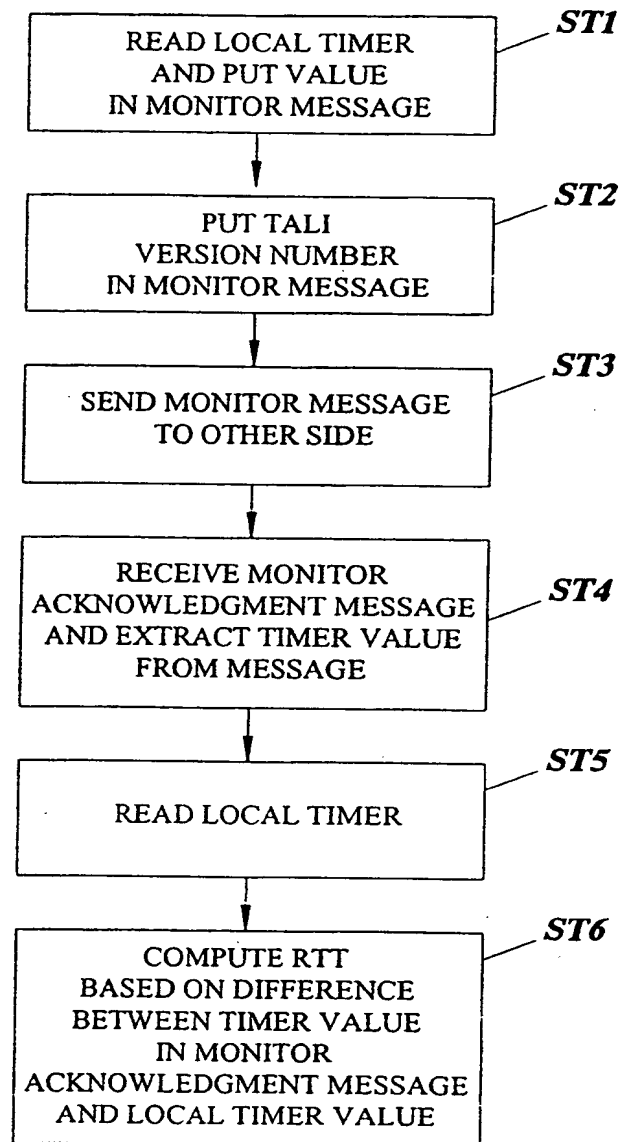 ST1
READ LOCAL TIMER
AND PUT VALUE
IN MONITOR MESSAGE
ST2
PUT TALI
VERSION NUMBER
IN MONITOR MESSAGE
ST3
SEND MONITOR MESSAGE
TO OTHER SIDE
RECEIVE MONITOR
ACKNOWLEDGMENT MESSAGE
AND EXTRACT TIMER VALUE
FROM MESSAGE
ST4
ST5
READ LOCAL TIMER
ST6
COMPUTE RTT
BASED ON DIFFERENCE
BETWEEN TIMER VALUE
IN MONITOR
ACKNOWLEDGMENT MESSAGE
AND LOCAL TIMER VALUE